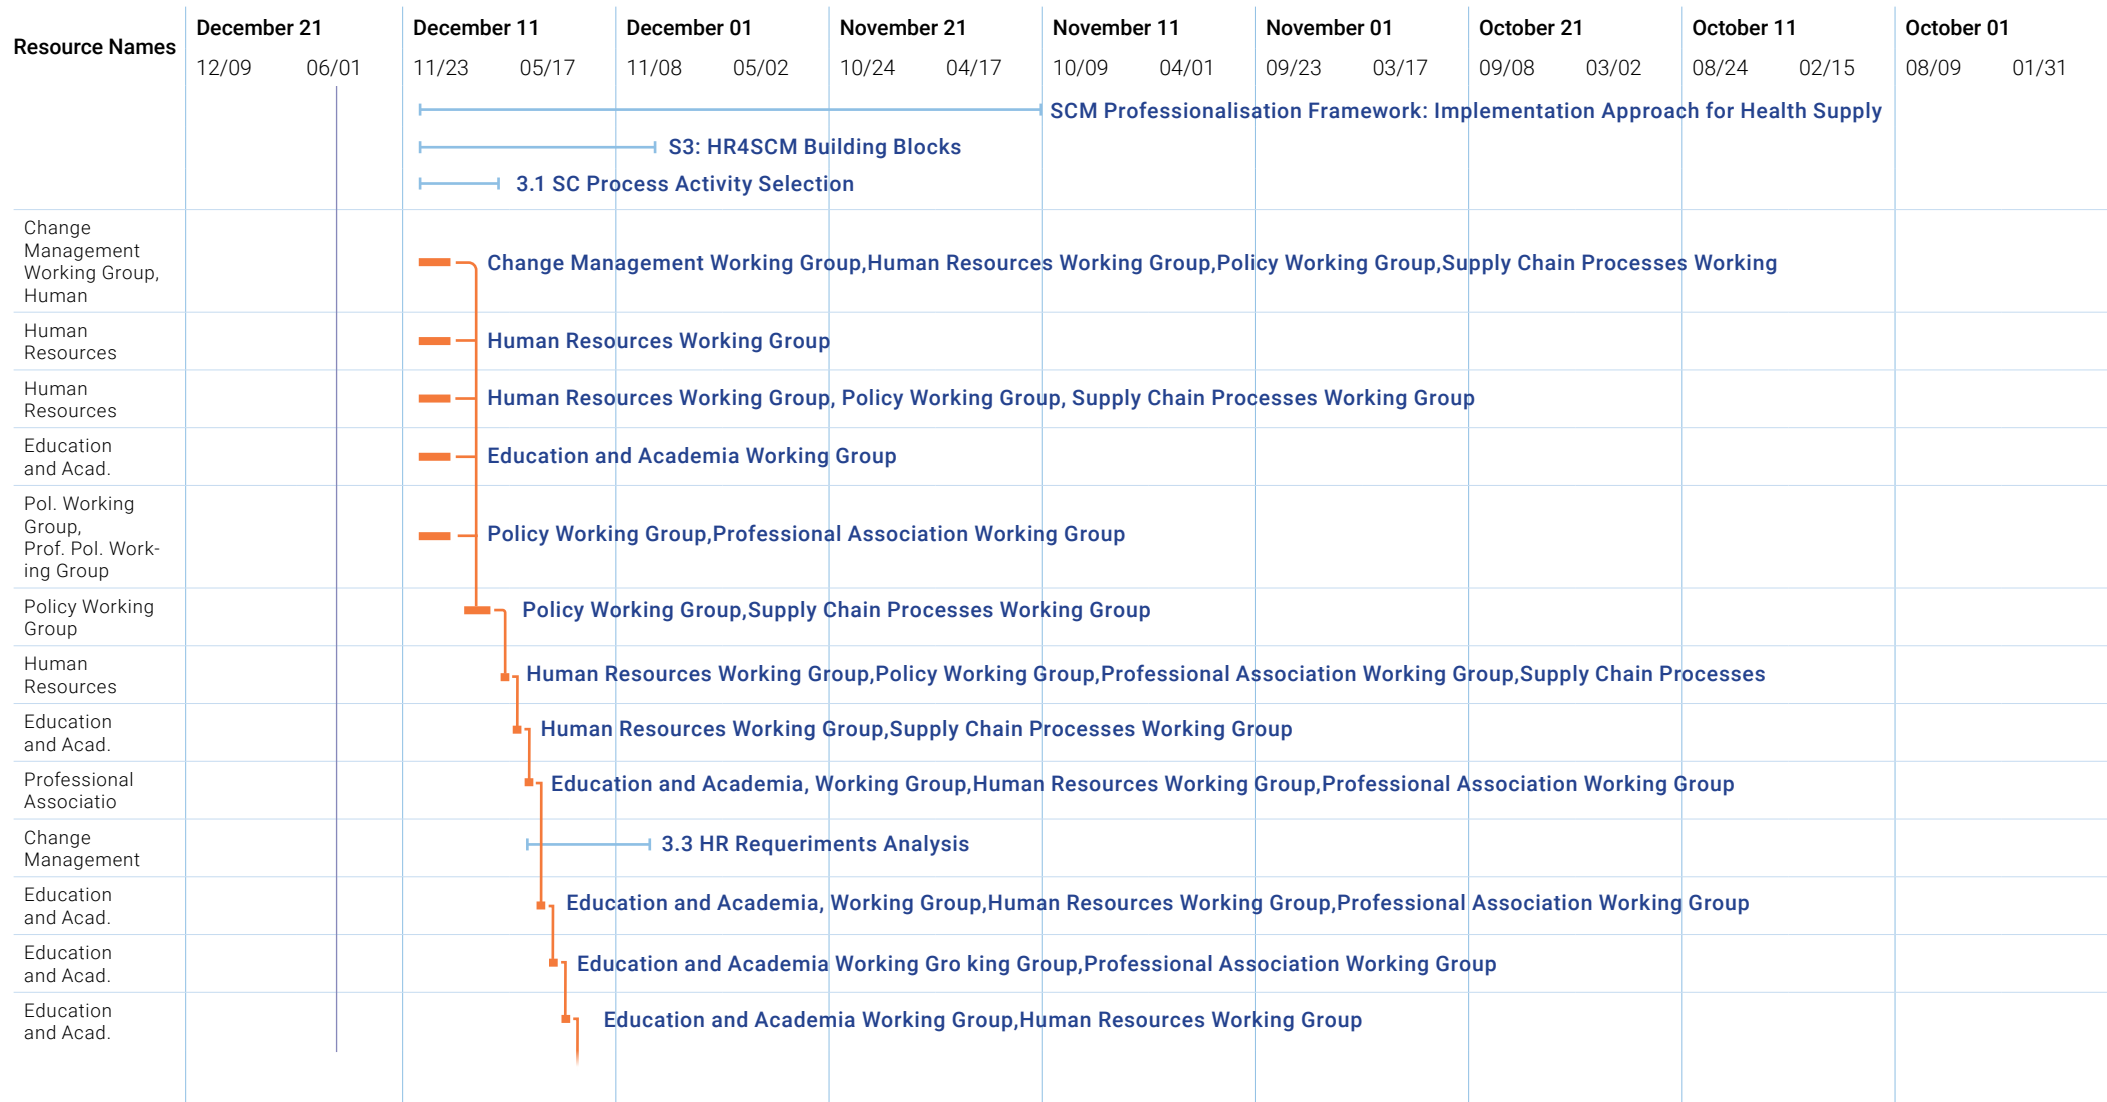 Resource Names
December 21 December 11 December 01 November 21 November 11 November 01 October 21 October 11 October 01
12/09 06/01 11/23 05/17 11/08 05/02 10/24 04/17 10/09 04/01 09/23 03/17 09/08 03/02 08/24 02/15 08/09 01/31
SCM Professionalisation Framework: Implementation Approach for Health Supply
S3: HR4SCM Building Blocks
3.1 SC Process Activity Selection
Change
Management
Working Group,
Human
Change Management Working Group,Human Resources Working Group,Policy Working Group,Supply Chain Processes Working
Human
Resources
Human Resources Working Group
Human
Resources
Human Resources Working Group, Policy Working Group, Supply Chain Processes Working Group
Education
and Acad.
Education and Academia Working Group
Pol. Working
Group,
Prof. Pol. Work-
ing Group
Policy Working Group,Professional Association Working Group
Policy Working
Group
Policy Working Group,Supply Chain Processes Working Group
Human
Resources
Human Resources Working Group,Policy Working Group,Professional Association Working Group,Supply Chain Processes
Education
and Acad.
Human Resources Working Group,Supply Chain Processes Working Group
Professional
Associatio
Education and Academia, Working Group,Human Resources Working Group,Professional Association Working Group
Change
Management
3.3 HR Requeriments Analysis
Education
and Acad.
Education and Academia, Working Group,Human Resources Working Group,Professional Association Working Group
Education
and Acad.
Education and Academia Working Gro king Group,Professional Association Working Group
Education
and Acad.
Education and Academia Working Group,Human Resources Working Group